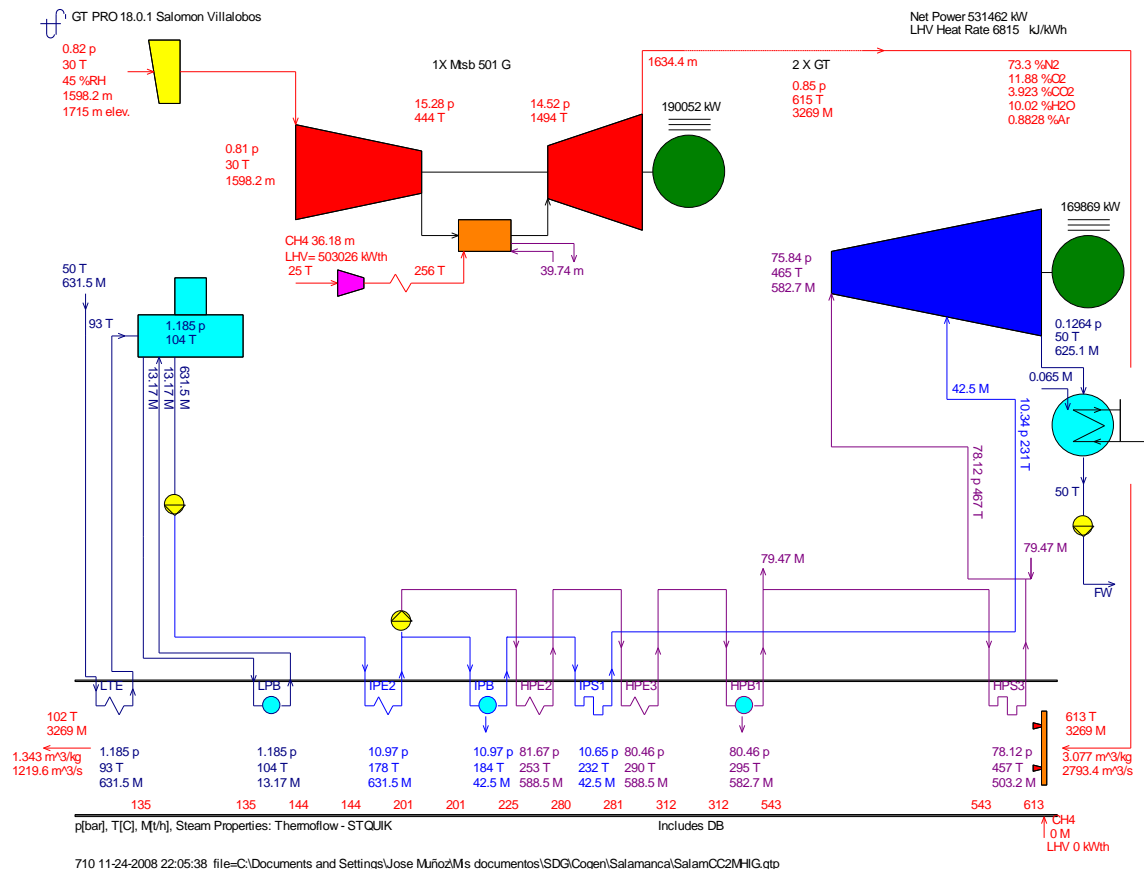 GT PRO 18.0.1 Salomon Villalobos
Net Power 531462 kW
LHV Heat Rate 6815 kJ/kWh
0.82 p
30 T
45 %RH
1598.2 m
1715 m elev.
1X Mtsb 501 G
1634.4 m
2 X GT
0.85 p
615 T
3269 M
73.3 %N2
11.88 %O2
3.923 %CO2
10.02 %H2O
0.8828 %Ar
15.28 p
444 T
14.52 p
1494 T
190052 kW
0.81 p
30 T
1598.2 m
169869 kW
CH4 36.18 m
LHV= 503026 kWth
25 T
256 T
39.74 m
75.84 p
465 T
582.7 M
50 T
631.5 M
93 T
1.185 p
104 T
0.1264 p
50 T
625.1 M
13.17 M
13.17 M
631.5 M
0.065 M
42.5 M
10.34 p 231 T
78.12 p 467 T
50 T
79.47 M
79.47 M
FW
LTE
LPB
IPE2
IPB
HPE2
IPS1
HPE3
HPB1
HPS3
102 T
3269 M
1.343 m^3/kg
1219.6 m^3/s
1.185 p
93 T
631.5 M
1.185 p
104 T
13.17 M
10.97 p
178 T
631.5 M
10.97 p
184 T
42.5 M
81.67 p
253 T
588.5 M
10.65 p
232 T
42.5 M
80.46 p
290 T
588.5 M
80.46 p
295 T
582.7 M
78.12 p
457 T
503.2 M
613 T
3269 M
3.077 m^3/kg
2793.4 m^3/s
135 135 144 144 201 201 225 280 281 312 312 543 543 613
CH4
0 M
LHV 0 kWth
p[bar], T[C], M[t/h], Steam Properties: Thermoflow - STQUIK
Includes DB
710 11-24-2008 22:05:38 file=C:\Documents and Settings\Jose Muñoz\Mis documentos\SDG\Cogen\Salamanca\SalamCC2MHIG.gtp